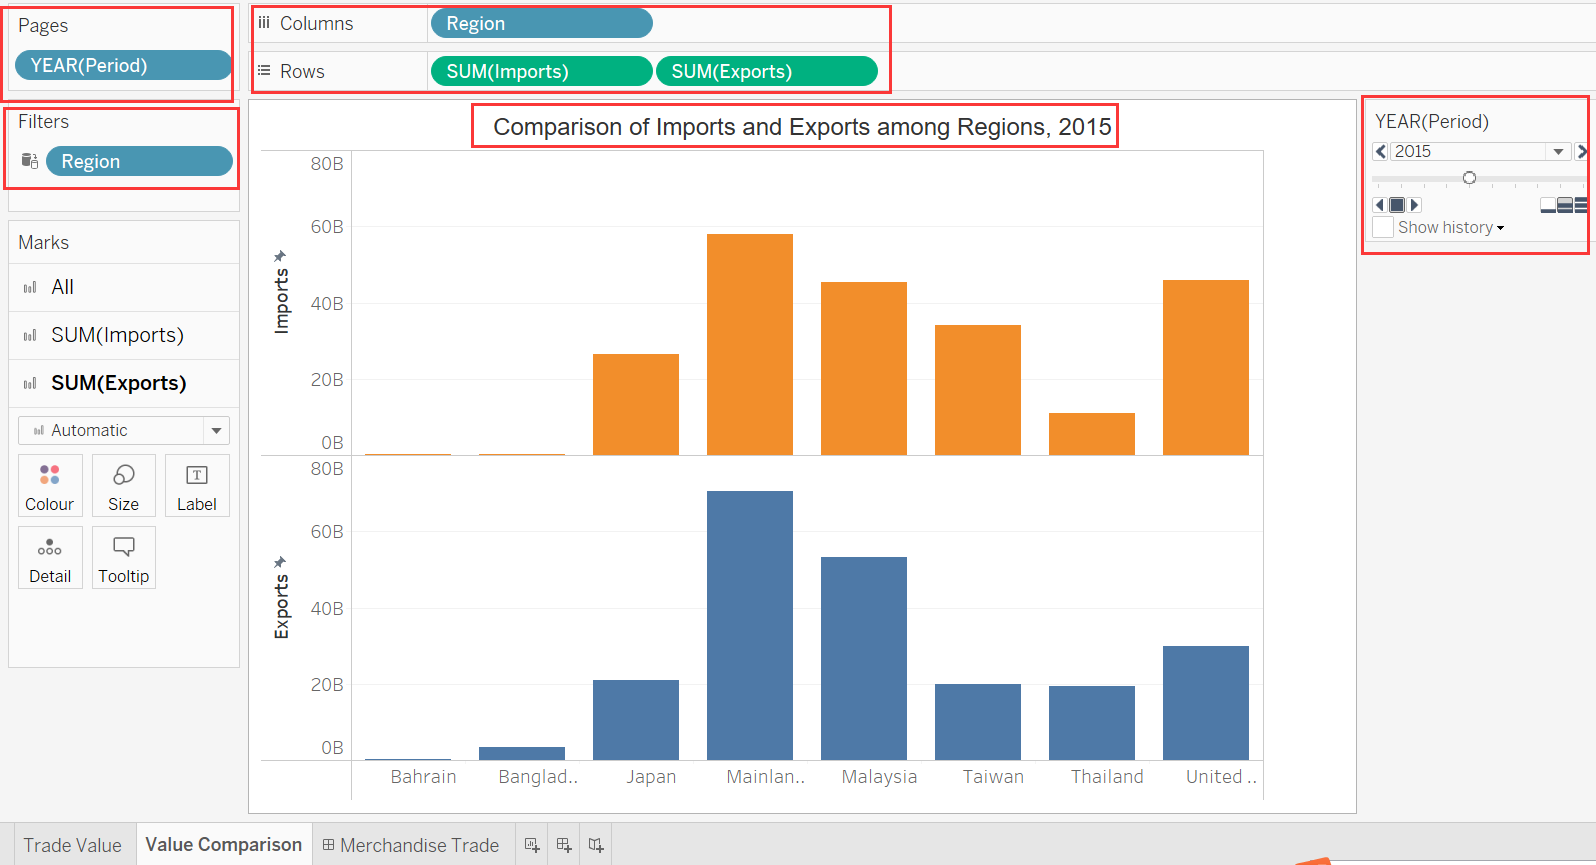 Pages
YEAR(Period)
Filters
Region
Columns
Region
Rows
SUM(Imports) SUM(Exports)
Marks
All
SUM(Imports)
SUM(Exports)
Automatic
Colour Size Label
Detail Tooltip
Comparison of Imports and Exports among Regions, 2015
Imports
80B
60B
40B
20B
0B
Exports
80B
60B
40B
20B
0B
Bahrain Banglad.. Japan Mainlan.. Malaysia Taiwan Thailand United ..
YEAR(Period)
2015
Show history
Trade Value Value Comparison Merchandise Trade